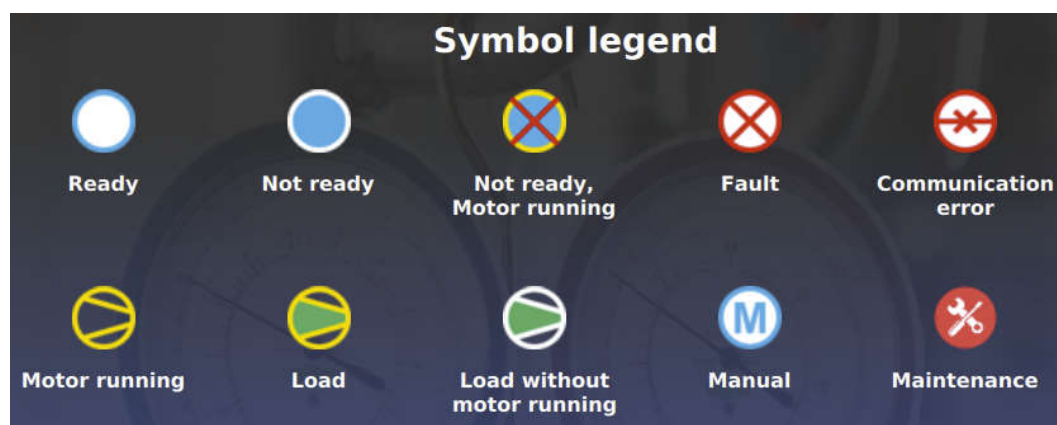 Symbol legend
Ready
Not ready
Not ready,
Motor running
Fault
Communication
error
Motor running
Load
Load without
motor running
M
Manual
Maintenance